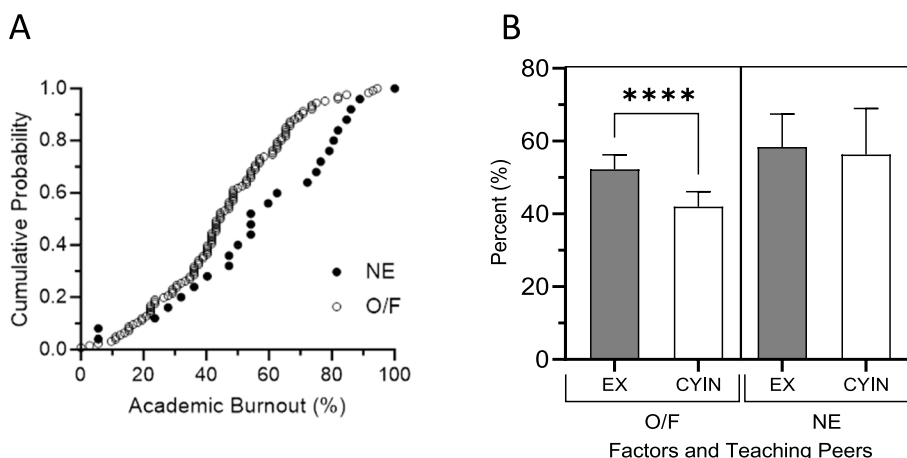 A
Cumulative Probability
1.0
0.8
0.6
0.4
0.2
0.0
NE
O/F
0 20 40 60 80 100
Academic Burnout (%)
B
Percent (%)
80
60
40
20
0
****
EX CYIN EX CYIN
O/F NE
Factors and Teaching Peers